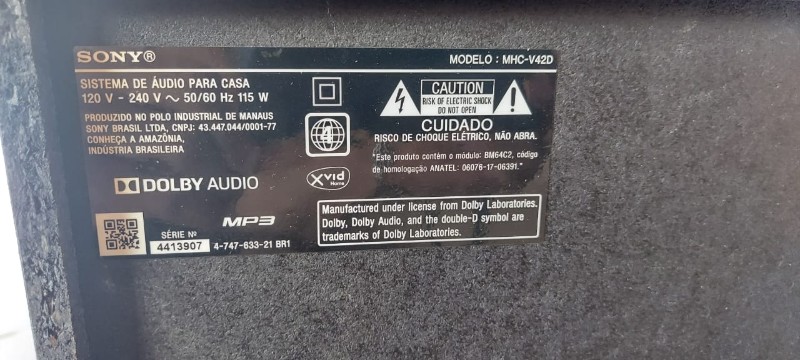 SONY®
MODELO : MHC-V42D
SISTEMA DE ÁUDIO PARA CASA
120 V - 240 V ~ 50/60 Hz 115 W
PRODUZIDO NO POLO INDUSTRIAL DE MANAUS
SONY BRASIL LTDA, CNPJ: 43.447.044/0001-77
CONHEÇA A AMAZÔNIA,
INDÚSTRIA BRASILEIRA
4
CAUTION
RISK OF ELECTRIC SHOCK
DO NOT OPEN
CUIDADO
RISCO DE CHOQUE ELÉTRICO, NÃO ABRA.
"Este produto contém o módulo: BM64C2, código
de homologação ANATEL: 06076-17-06391."
DOLBY AUDIO
XviD
Home
MP3
Manufactured under license from Dolby Laboratories.
Dolby, Dolby Audio, and the double-D symbol are
trademarks of Dolby Laboratories.
SÉRIE Nº
4413907
4-747-633-21 BR1